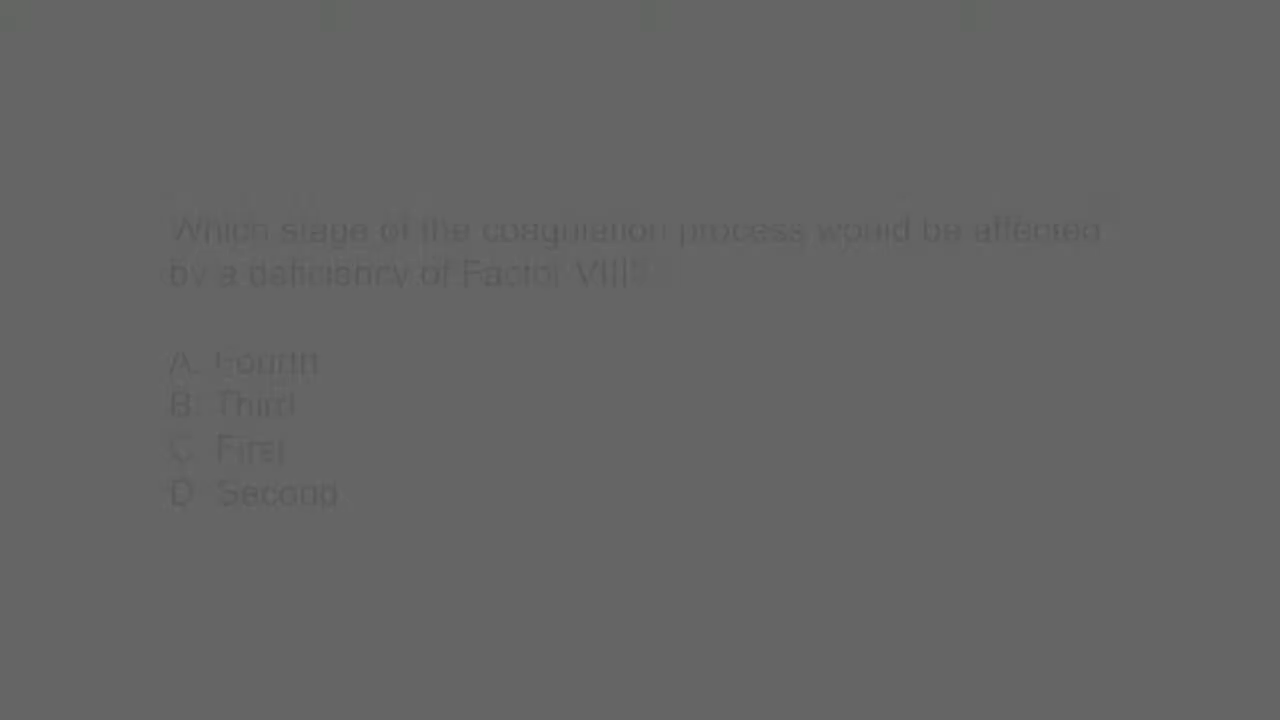 Which stage of the coagulation process would be affected
by a deficiency of Factor VIII?
A. Fourth
B. Third
C. First
D. Second